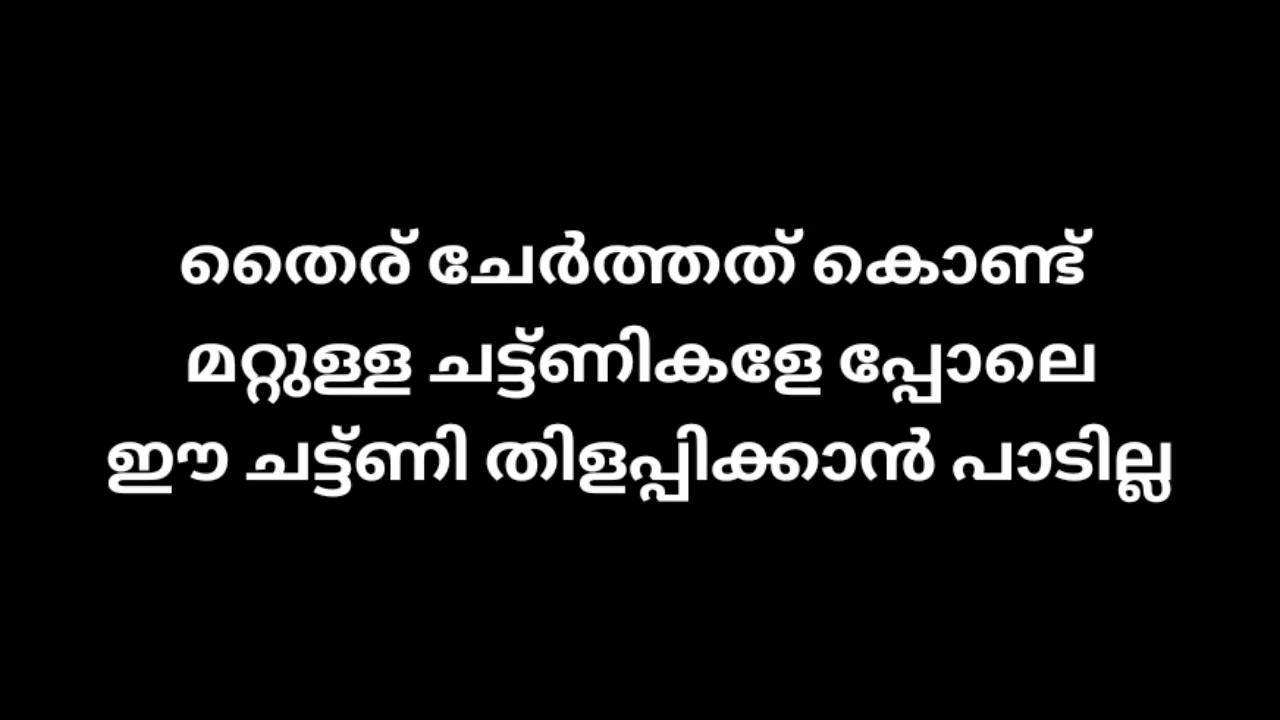 തൈര് ചേർത്തത് കൊണ്ട്
മറ്റുള്ള ചട്ട്ണികളേ പ്പോലെ
ഈ ചട്ട്ണി തിളപ്പിക്കാൻ പാടില്ല